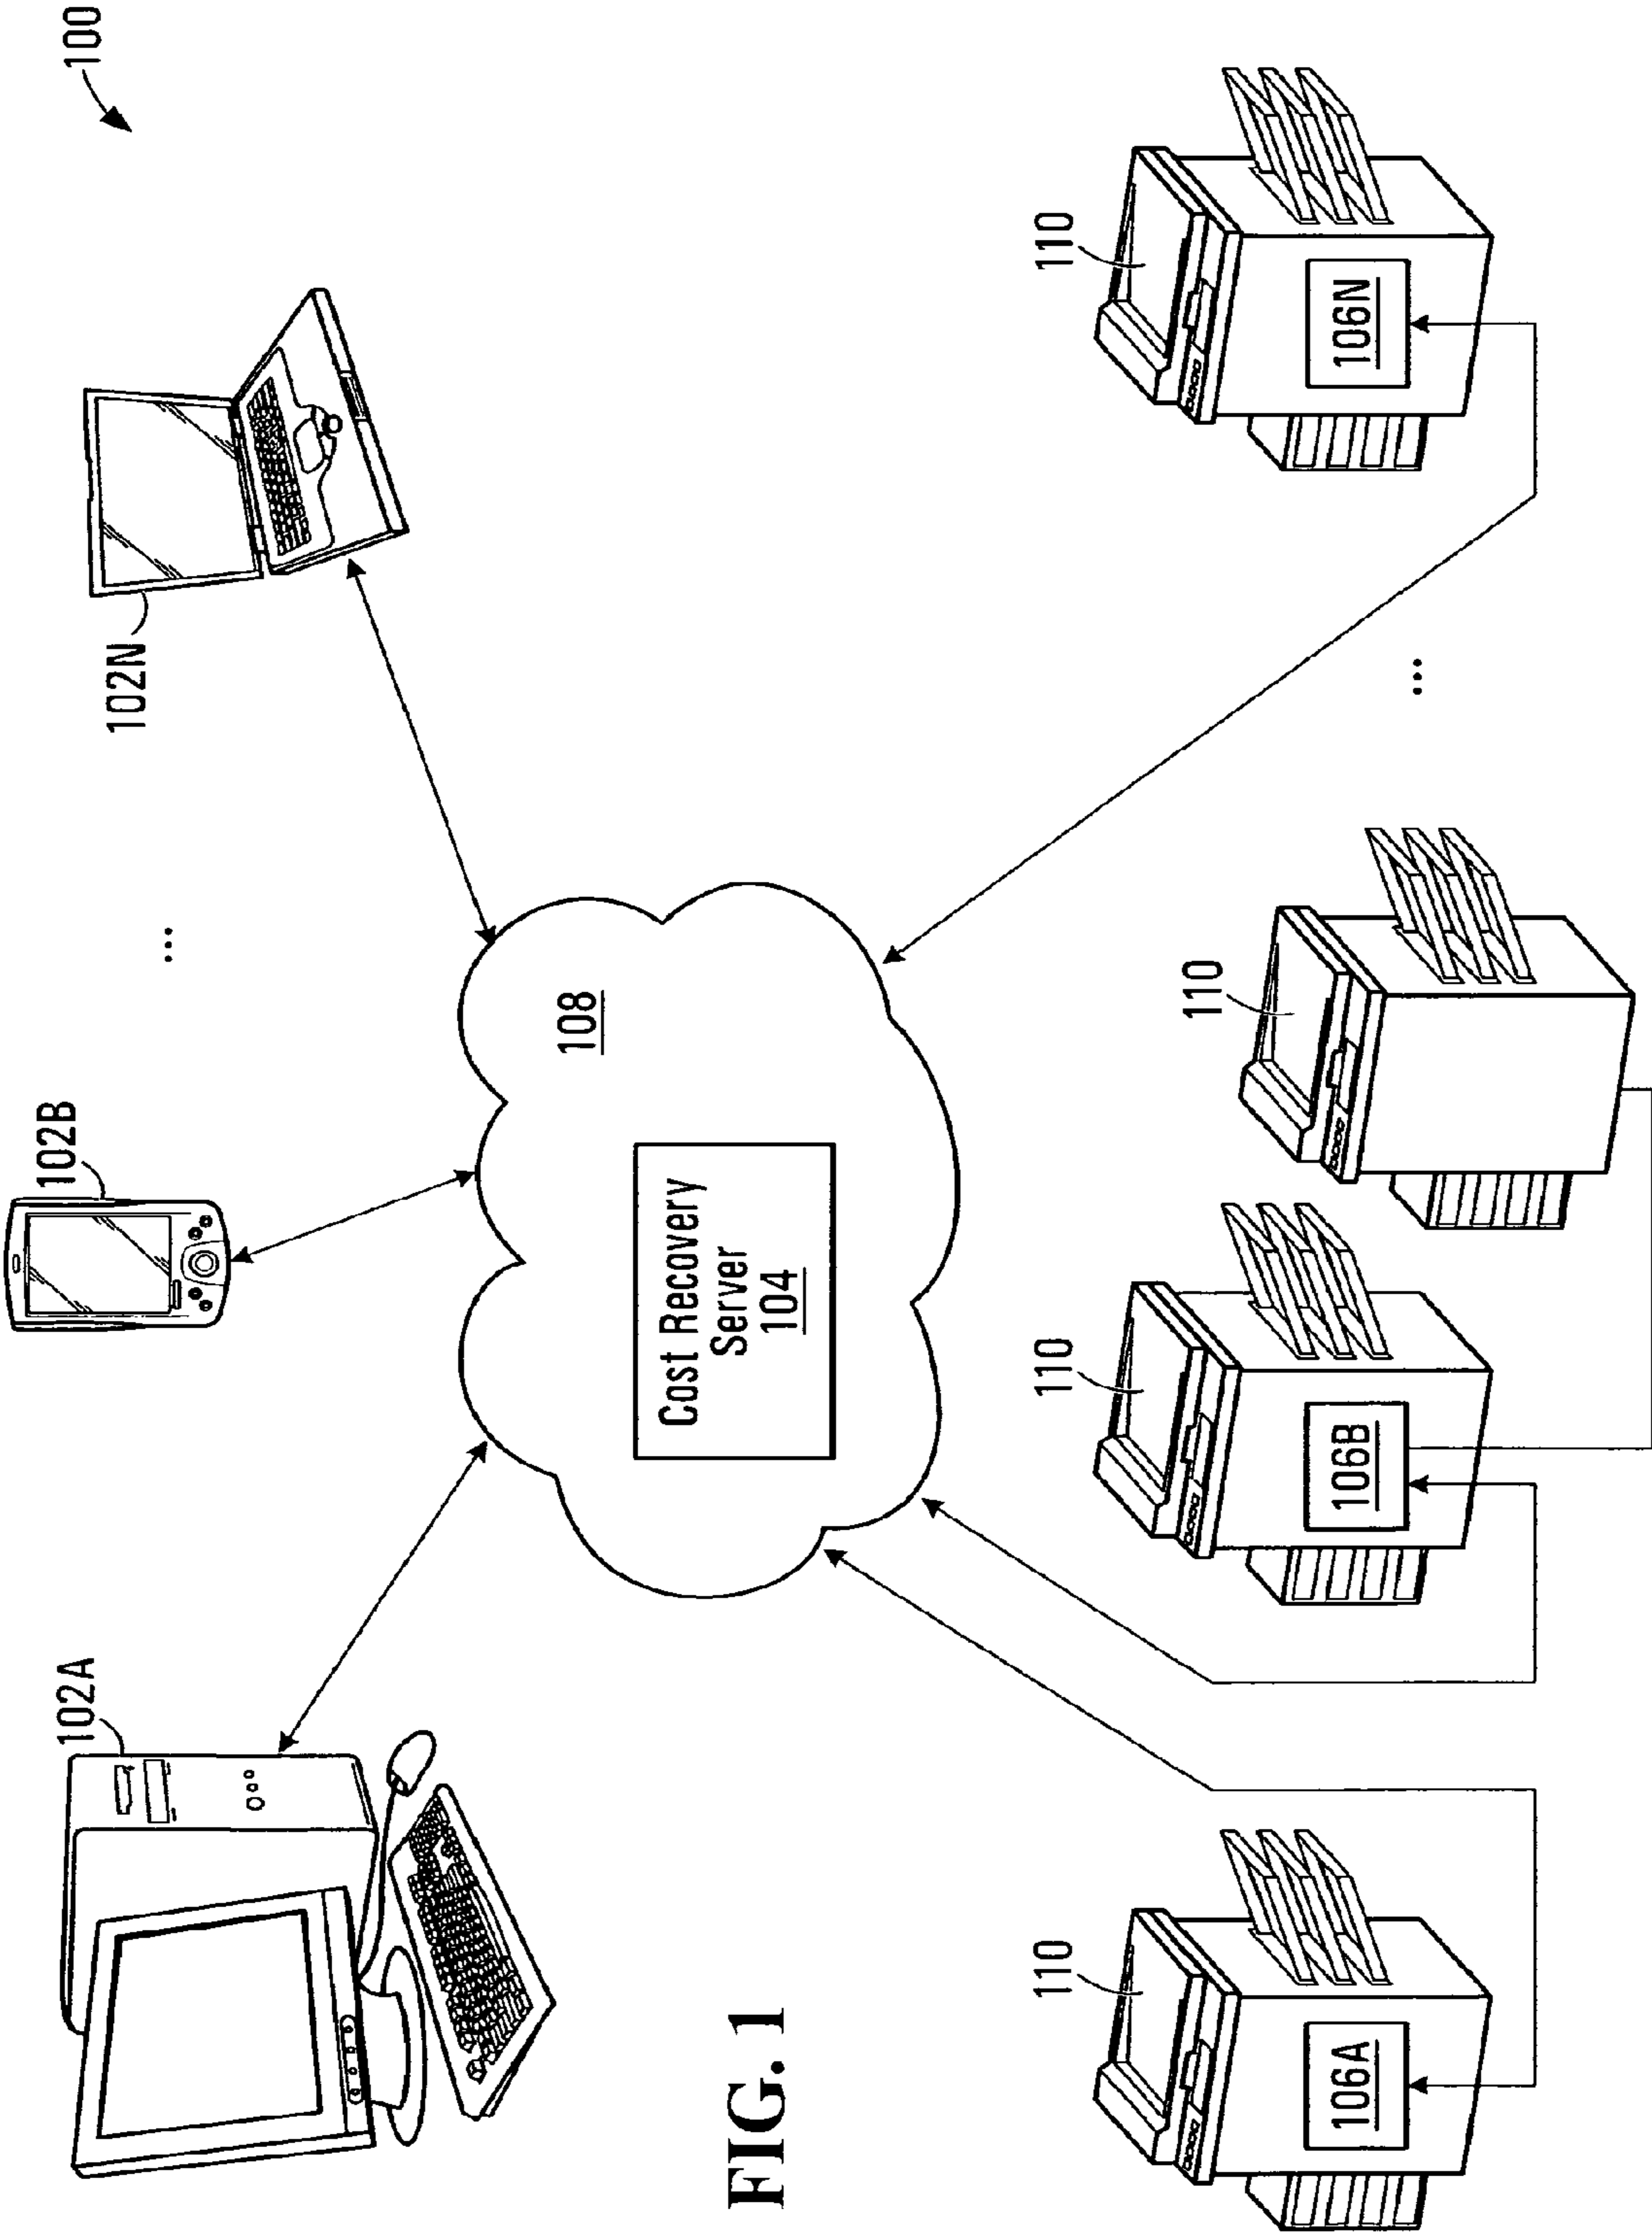 100
102A
102B
...
102N
108
Cost Recovery
Server
104
110
110
110
110
106A
106B
...
106N
FIG. 1